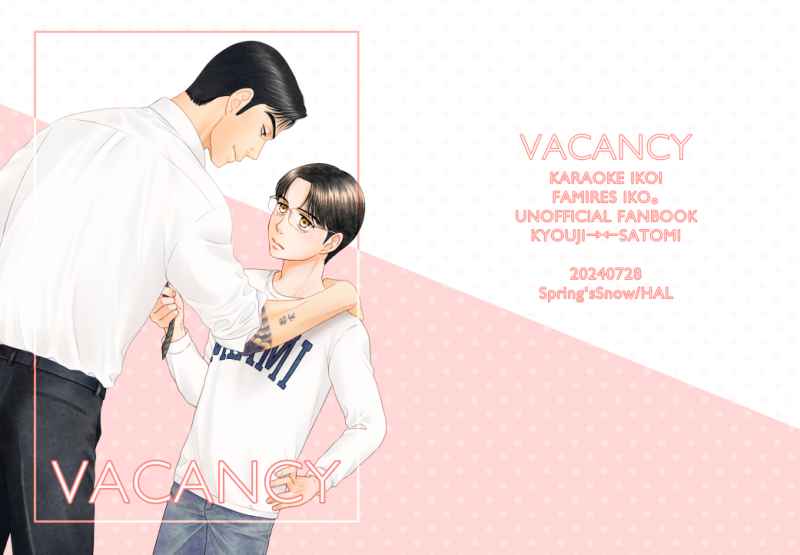 VACANCY
VACANCY
KARAOKE IKOI
FAMIRES IKO。
UNOFFICIAL FANBOOK
KYOUJI→←SATOMI
20240728
Spring'sSnow/HAL